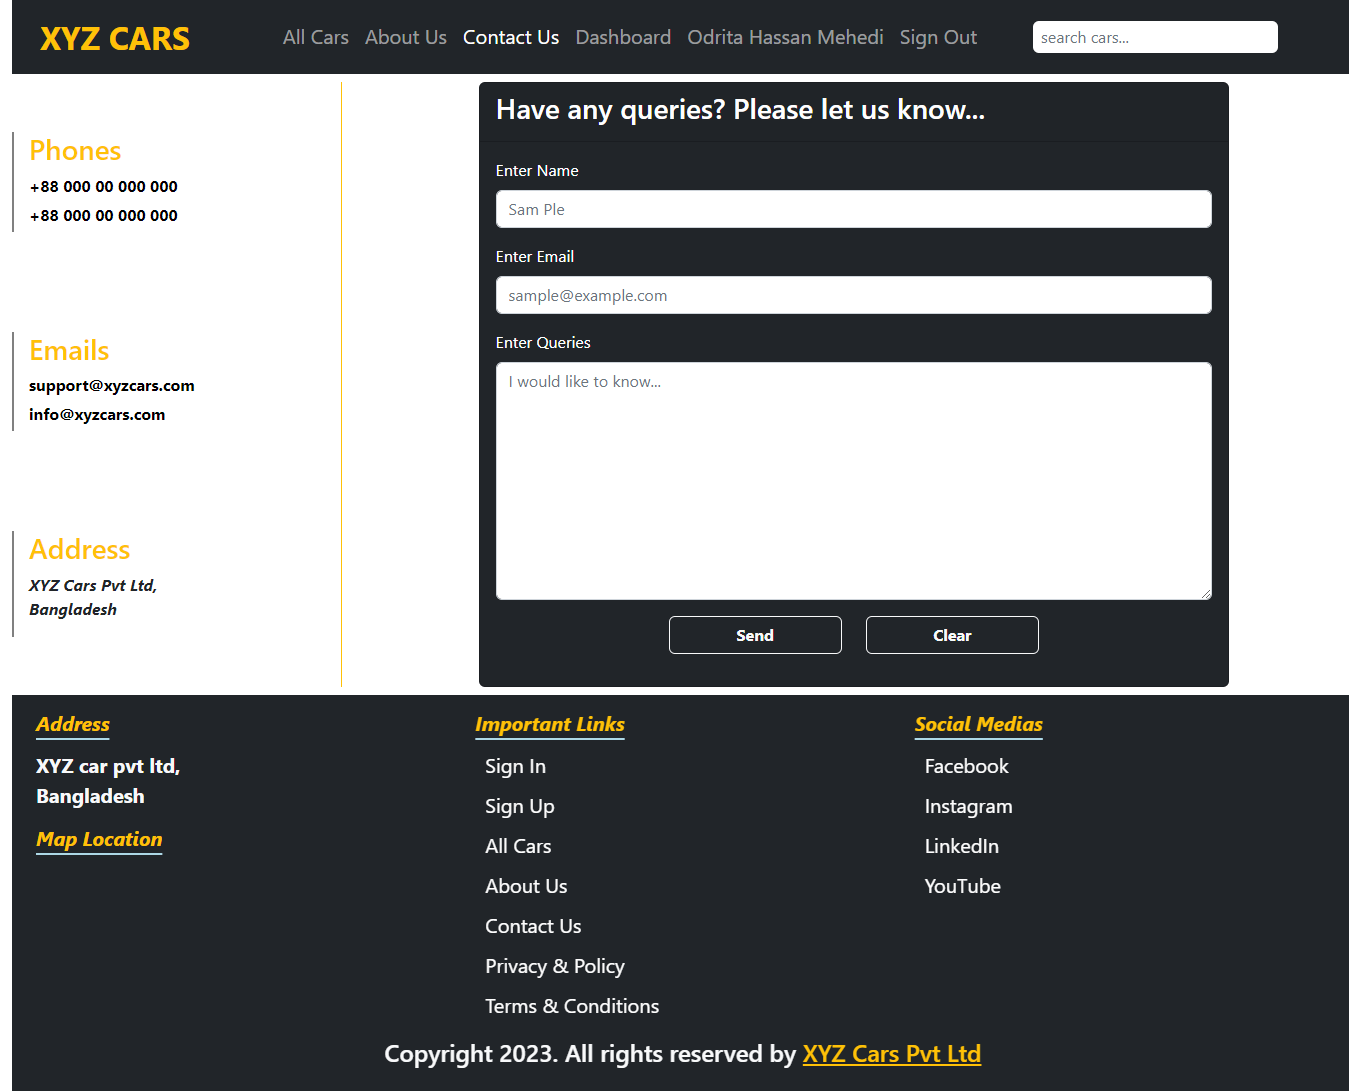 XYZ CARS
All Cars About Us Contact Us Dashboard Odrita Hassan Mehedi Sign Out
search cars...
Phones
+88 000 00 000 000
+88 000 00 000 000
Emails
support@xyzcars.com
info@xyzcars.com
Address
XYZ Cars Pvt Ltd,
Bangladesh
Have any queries? Please let us know...
Enter Name
Sam Ple
Enter Email
sample@example.com
Enter Queries
I would like to know...
Send Clear
Address
XYZ car pvt ltd,
Bangladesh
Map Location
Important Links
Sign In
Sign Up
All Cars
About Us
Contact Us
Privacy & Policy
Terms & Conditions
Social Medias
Facebook
Instagram
LinkedIn
YouTube
Copyright 2023. All rights reserved by XYZ Cars Pvt Ltd